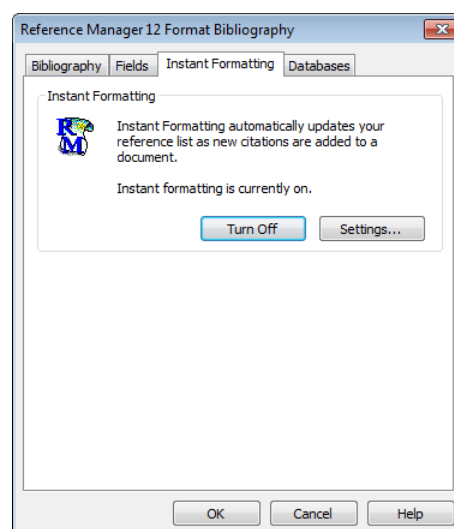 Reference Manager 12 Format Bibliography
Bibliography Fields Instant Formatting Databases
Instant Formatting
RM
Instant Formatting automatically updates your
reference list as new citations are added to a
document.
Instant formatting is currently on.
Turn Off Settings...
OK Cancel Help